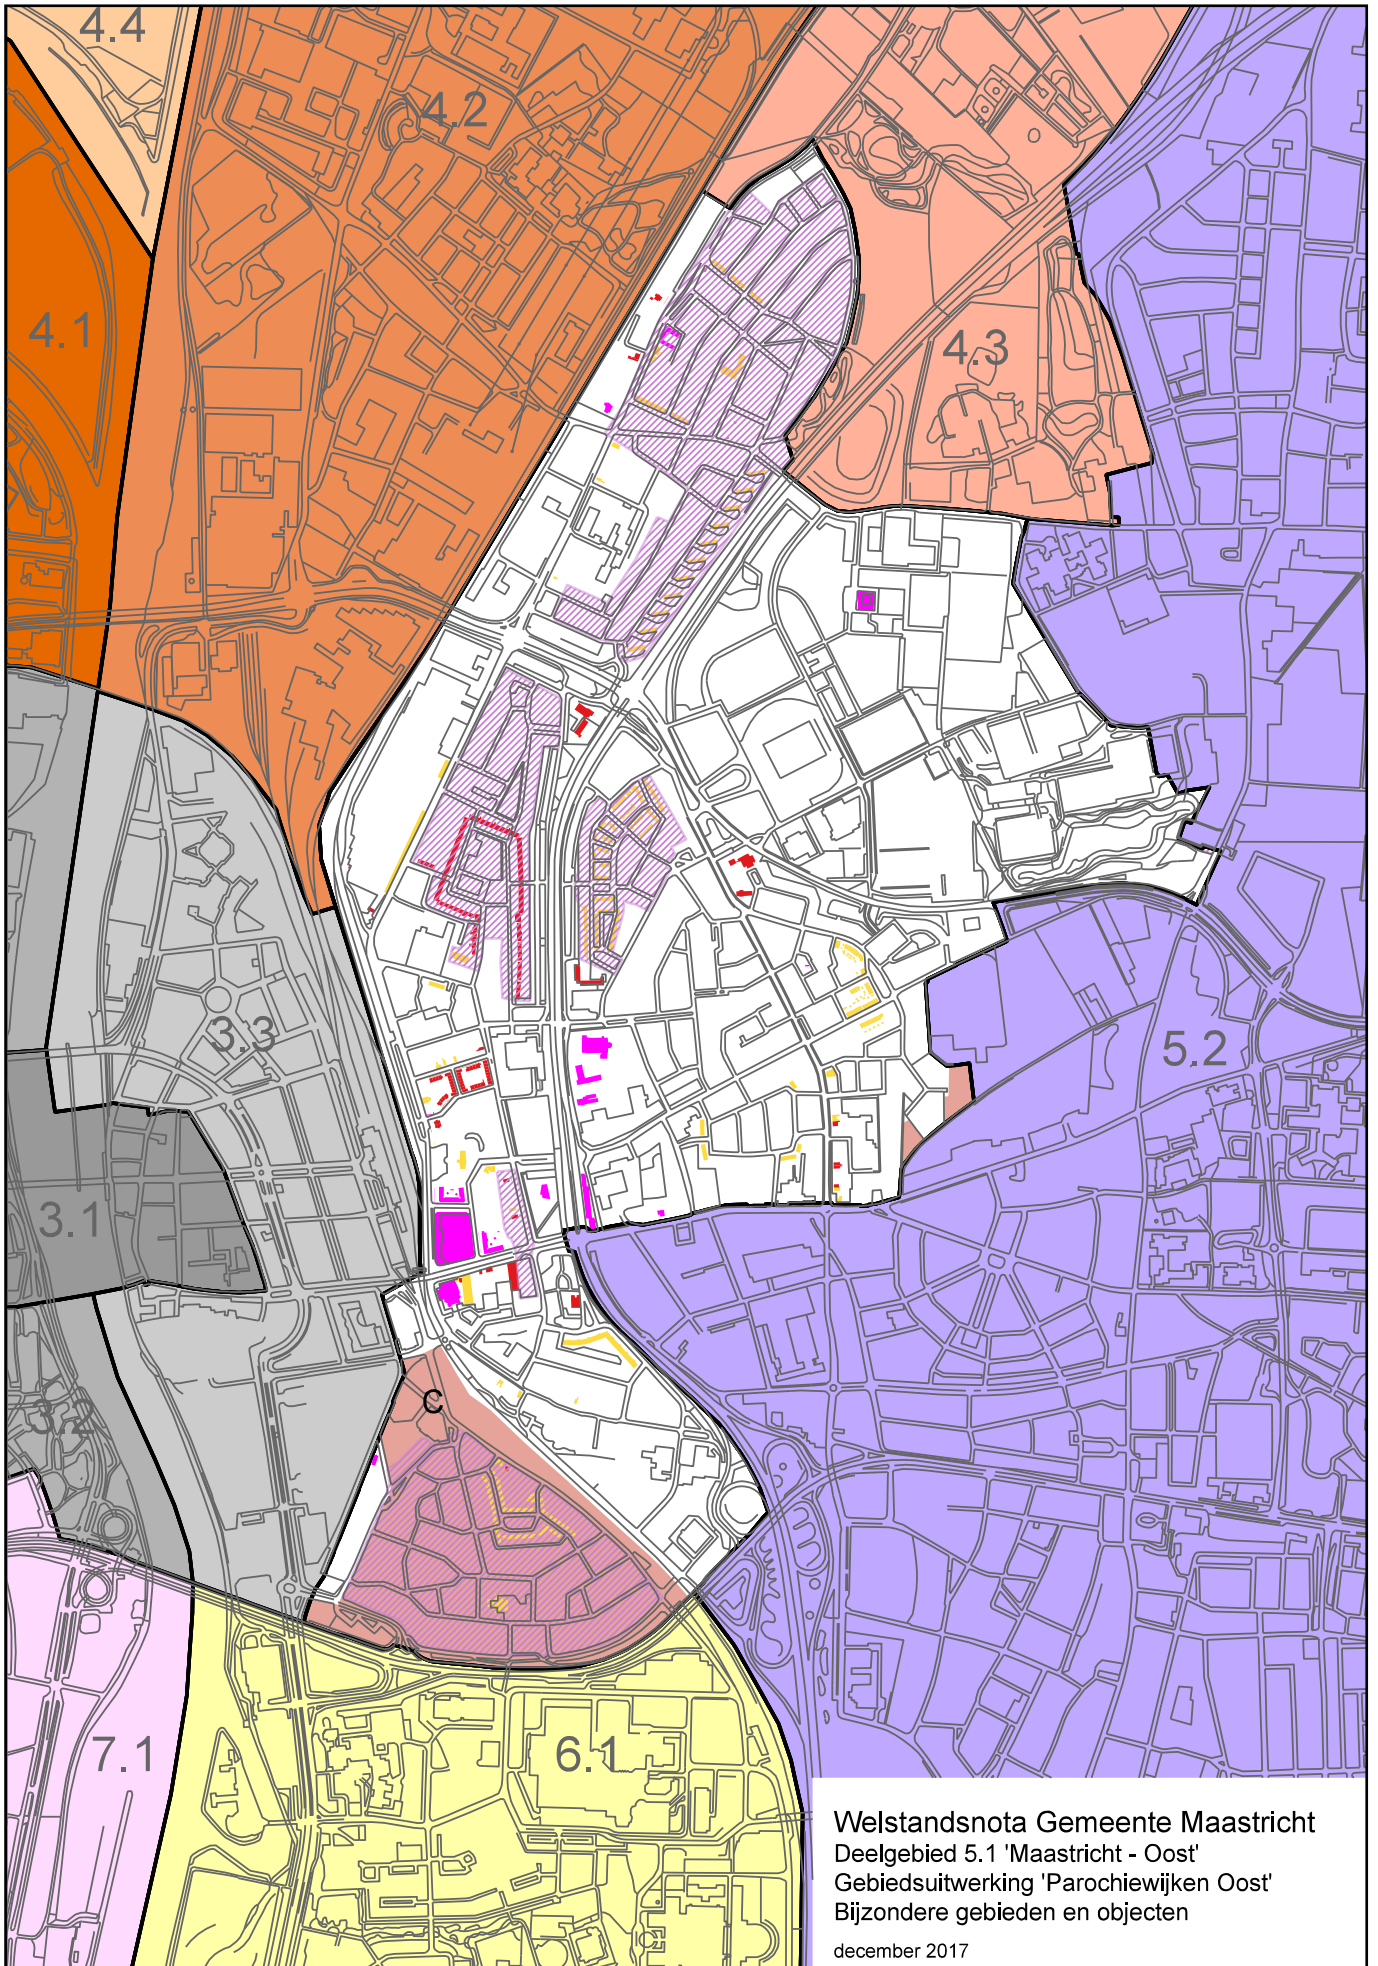 4.4
4.2
4.1
4.3
3.3
5.2
3.1
C
3.2
7.1
6.1
Welstandsnota Gemeente Maastricht
Deelgebied 5.1 'Maastricht - Oost'
Gebiedsuitwerking 'Parochiewijken Oost'
Bijzondere gebieden en objecten
december 2017